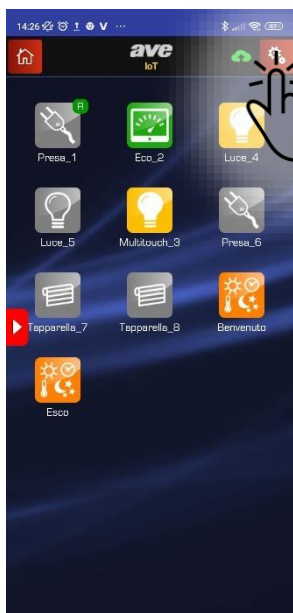 14:26
ave
IoT
A
Presa_1 Eco_2 Luce_4
Luce_5 Multitouch_3 Presa_6
Tapparella_7 Tapparella_8 Benvenuto
Esco